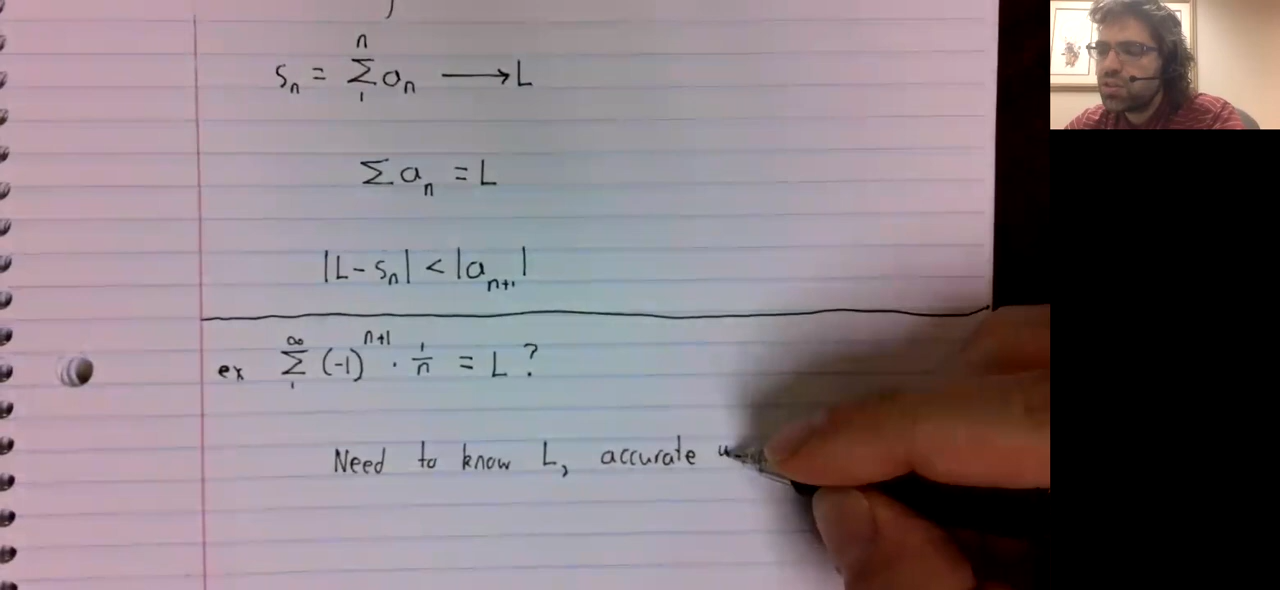 sₙ = Σ₁ⁿ aₙ ⟶ L
Σ aₙ = L
|L - sₙ| < |aₙ₊₁|
ex Σ₁^∞ (-1)ⁿ⁺¹ · 1/n = L ?
Need to know L, accurate